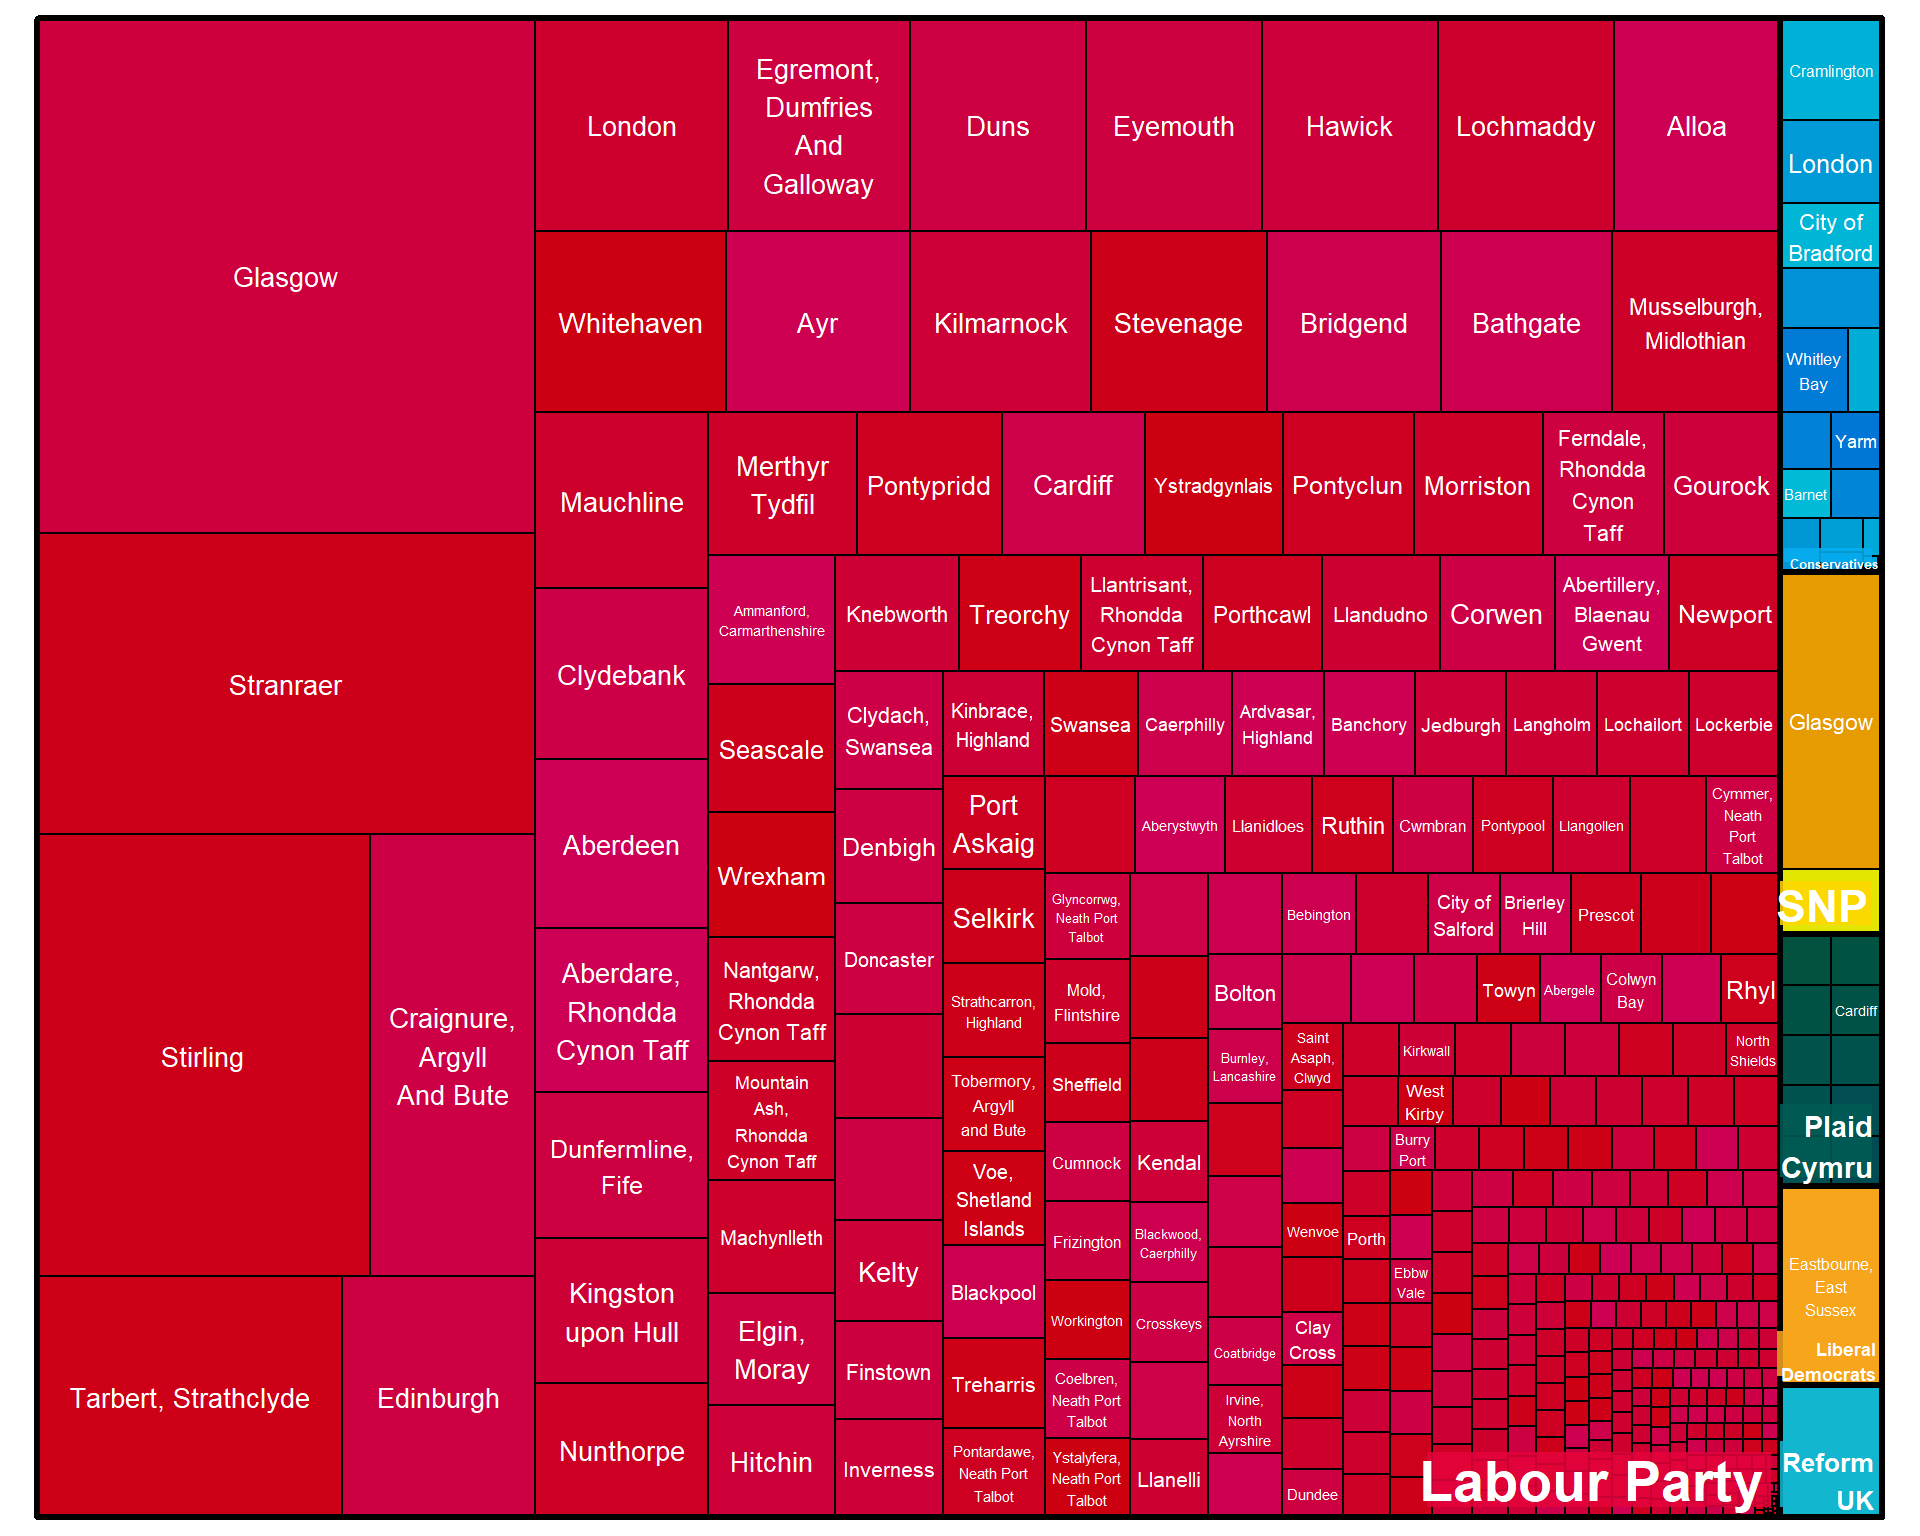 Glasgow
Stranraer
Stirling
Craignure,
Argyll
And Bute
Tarbert, Strathclyde
Edinburgh
London
Egremont,
Dumfries
And
Galloway
Duns
Eyemouth
Hawick
Lochmaddy
Alloa
Whitehaven
Ayr
Kilmarnock
Stevenage
Bridgend
Bathgate
Musselburgh,
Midlothian
Mauchline
Clydebank
Aberdeen
Aberdare,
Rhondda
Cynon Taff
Dunfermline,
Fife
Kingston
upon Hull
Nunthorpe
Merthyr
Tydfil
Pontypridd
Cardiff
Ystradgynlais
Pontyclun
Morriston
Ferndale,
Rhondda
Cynon
Taff
Gourock
Ammanford,
Carmarthenshire
Seascale
Wrexham
Nantgarw,
Rhondda
Cynon Taff
Mountain
Ash,
Rhondda
Cynon Taff
Machynlleth
Elgin,
Moray
Hitchin
Knebworth
Treorchy
Llantrisant,
Rhondda
Cynon Taff
Porthcawl
Llandudno
Corwen
Abertillery,
Blaenau
Gwent
Newport
Clydach,
Swansea
Denbigh
Doncaster
Kelty
Finstown
Inverness
Kinbrace,
Highland
Swansea
Caerphilly
Ardvasar,
Highland
Banchory
Jedburgh
Langholm
Lochailort
Lockerbie
Port
Askaig
Selkirk
Strathcarron,
Highland
Tobermory,
Argyll
and Bute
Voe,
Shetland
Islands
Blackpool
Treharris
Pontardawe,
Neath Port
Talbot
Aberystwyth
Llanidloes
Ruthin
Cwmbran
Pontypool
Llangollen
Cymmer,
Neath
Port
Talbot
Glyncorrwg,
Neath Port
Talbot
Mold,
Flintshire
Sheffield
Cumnock
Frizington
Workington
Coelbren,
Neath Port
Talbot
Ystalyfera,
Neath Port
Talbot
Kendal
Blackwood,
Caerphilly
Crosskeys
Llanelli
Bolton
Burnley,
Lancashire
Coatbridge
Irvine,
North
Ayrshire
Bebington
City of
Salford
Brierley
Hill
Prescot
Towyn
Abergele
Colwyn
Bay
Rhyl
Saint
Asaph,
Clwyd
Wenvoe
Clay
Cross
Dundee
Kirkwall
North
Shields
West
Kirby
Burry
Port
Porth
Ebbw
Vale
Labour Party
Cramlington
London
City of
Bradford
Whitley
Bay
Yarm
Barnet
Conservatives
Glasgow
SNP
Cardiff
Plaid
Cymru
Eastbourne,
East
Sussex
Liberal
Democrats
Reform
UK